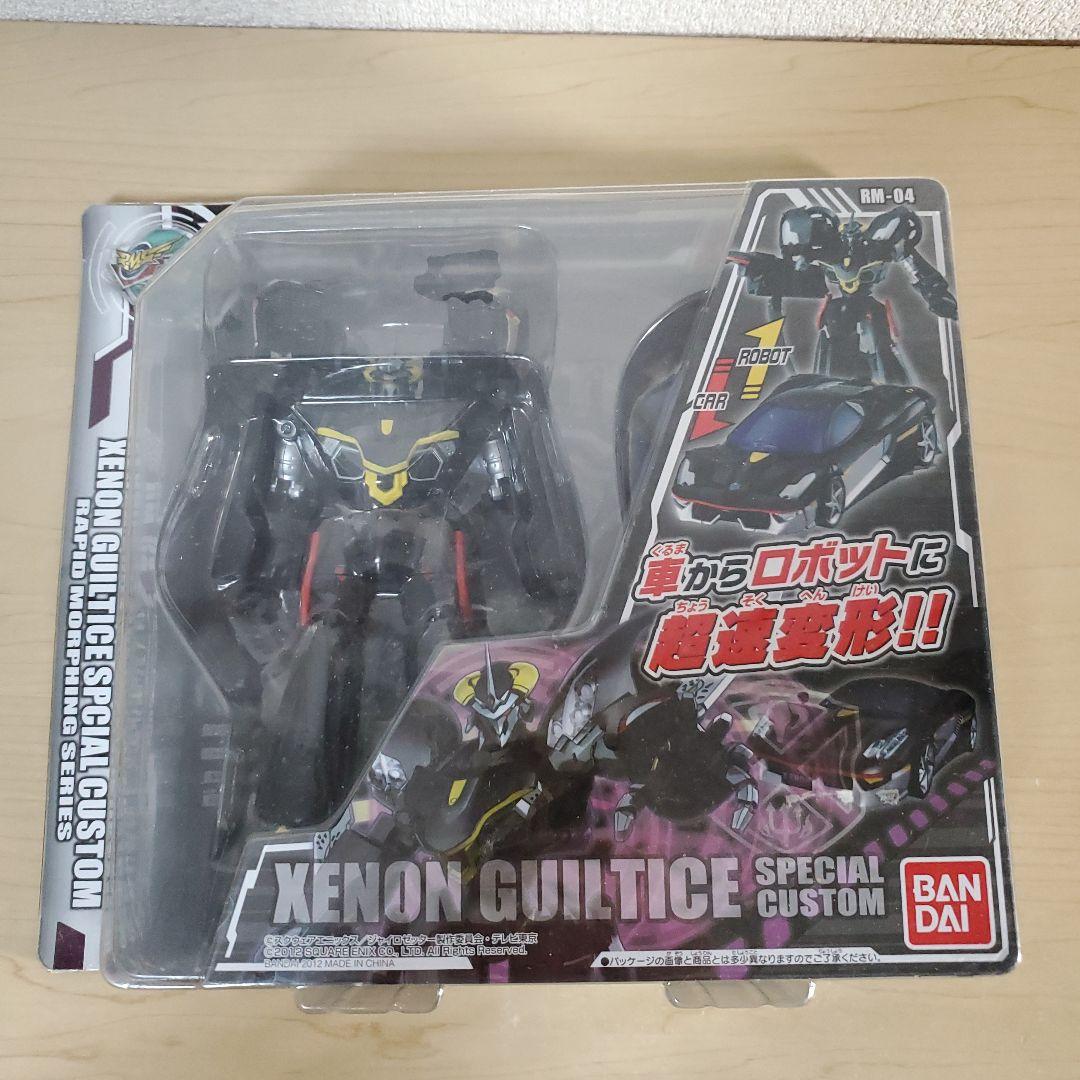 RMS
XENON GUILTICE SPCCIAL CUSTOM
RAPID MORPHING SERIES
RM-04
ROBOT
CAR
くるま
車からロボットに
ちょう そく へん けい
超速変形!!
XENON GUILTICE
SPECIAL
CUSTOM
BAN
DAI
©スクウェアエニックス/ジャイロゼッター製作委員会・テレビ東京
©2012 SQUARE ENIX CO., LTD. All Rights Reserved.
BANDAI 2012 MADE IN CHINA
●パッケージの画像と商品とは多少異なりますのでご了承ください。